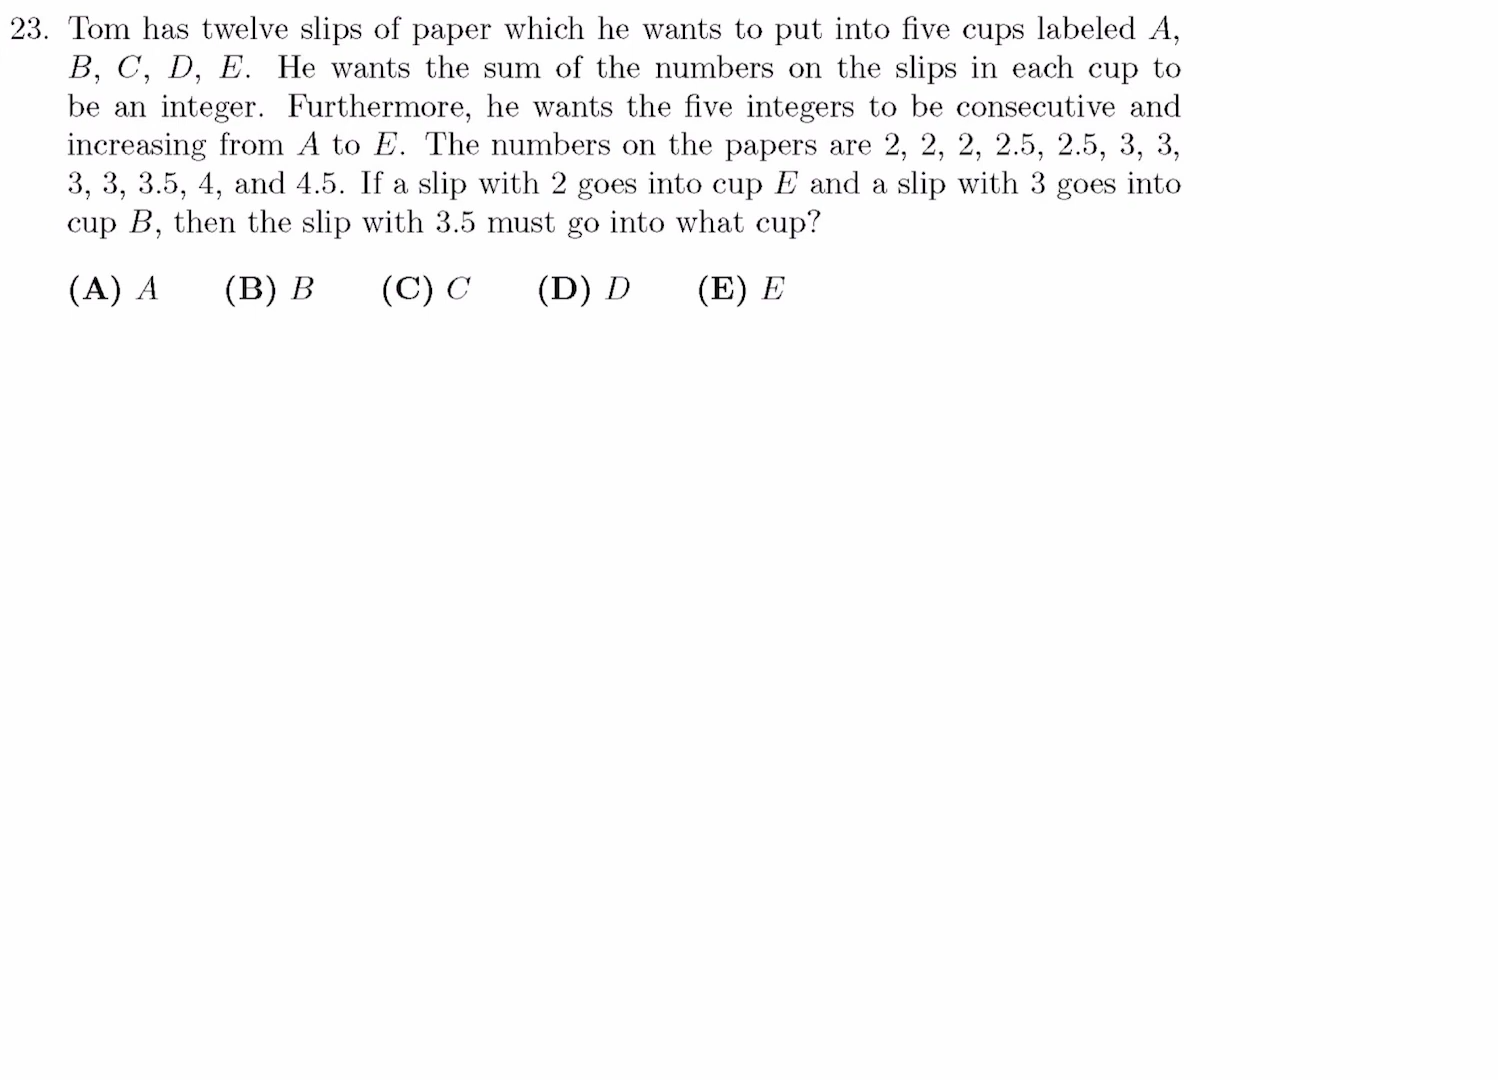 23. Tom has twelve slips of paper which he wants to put into five cups labeled A,
B, C, D, E. He wants the sum of the numbers on the slips in each cup to
be an integer. Furthermore, he wants the five integers to be consecutive and
increasing from A to E. The numbers on the papers are 2, 2, 2, 2.5, 2.5, 3, 3,
3, 3, 3.5, 4, and 4.5. If a slip with 2 goes into cup E and a slip with 3 goes into
cup B, then the slip with 3.5 must go into what cup?
(A) A (B) B (C) C (D) D (E) E